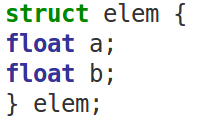 struct elem {
float a;
float b;
} elem;